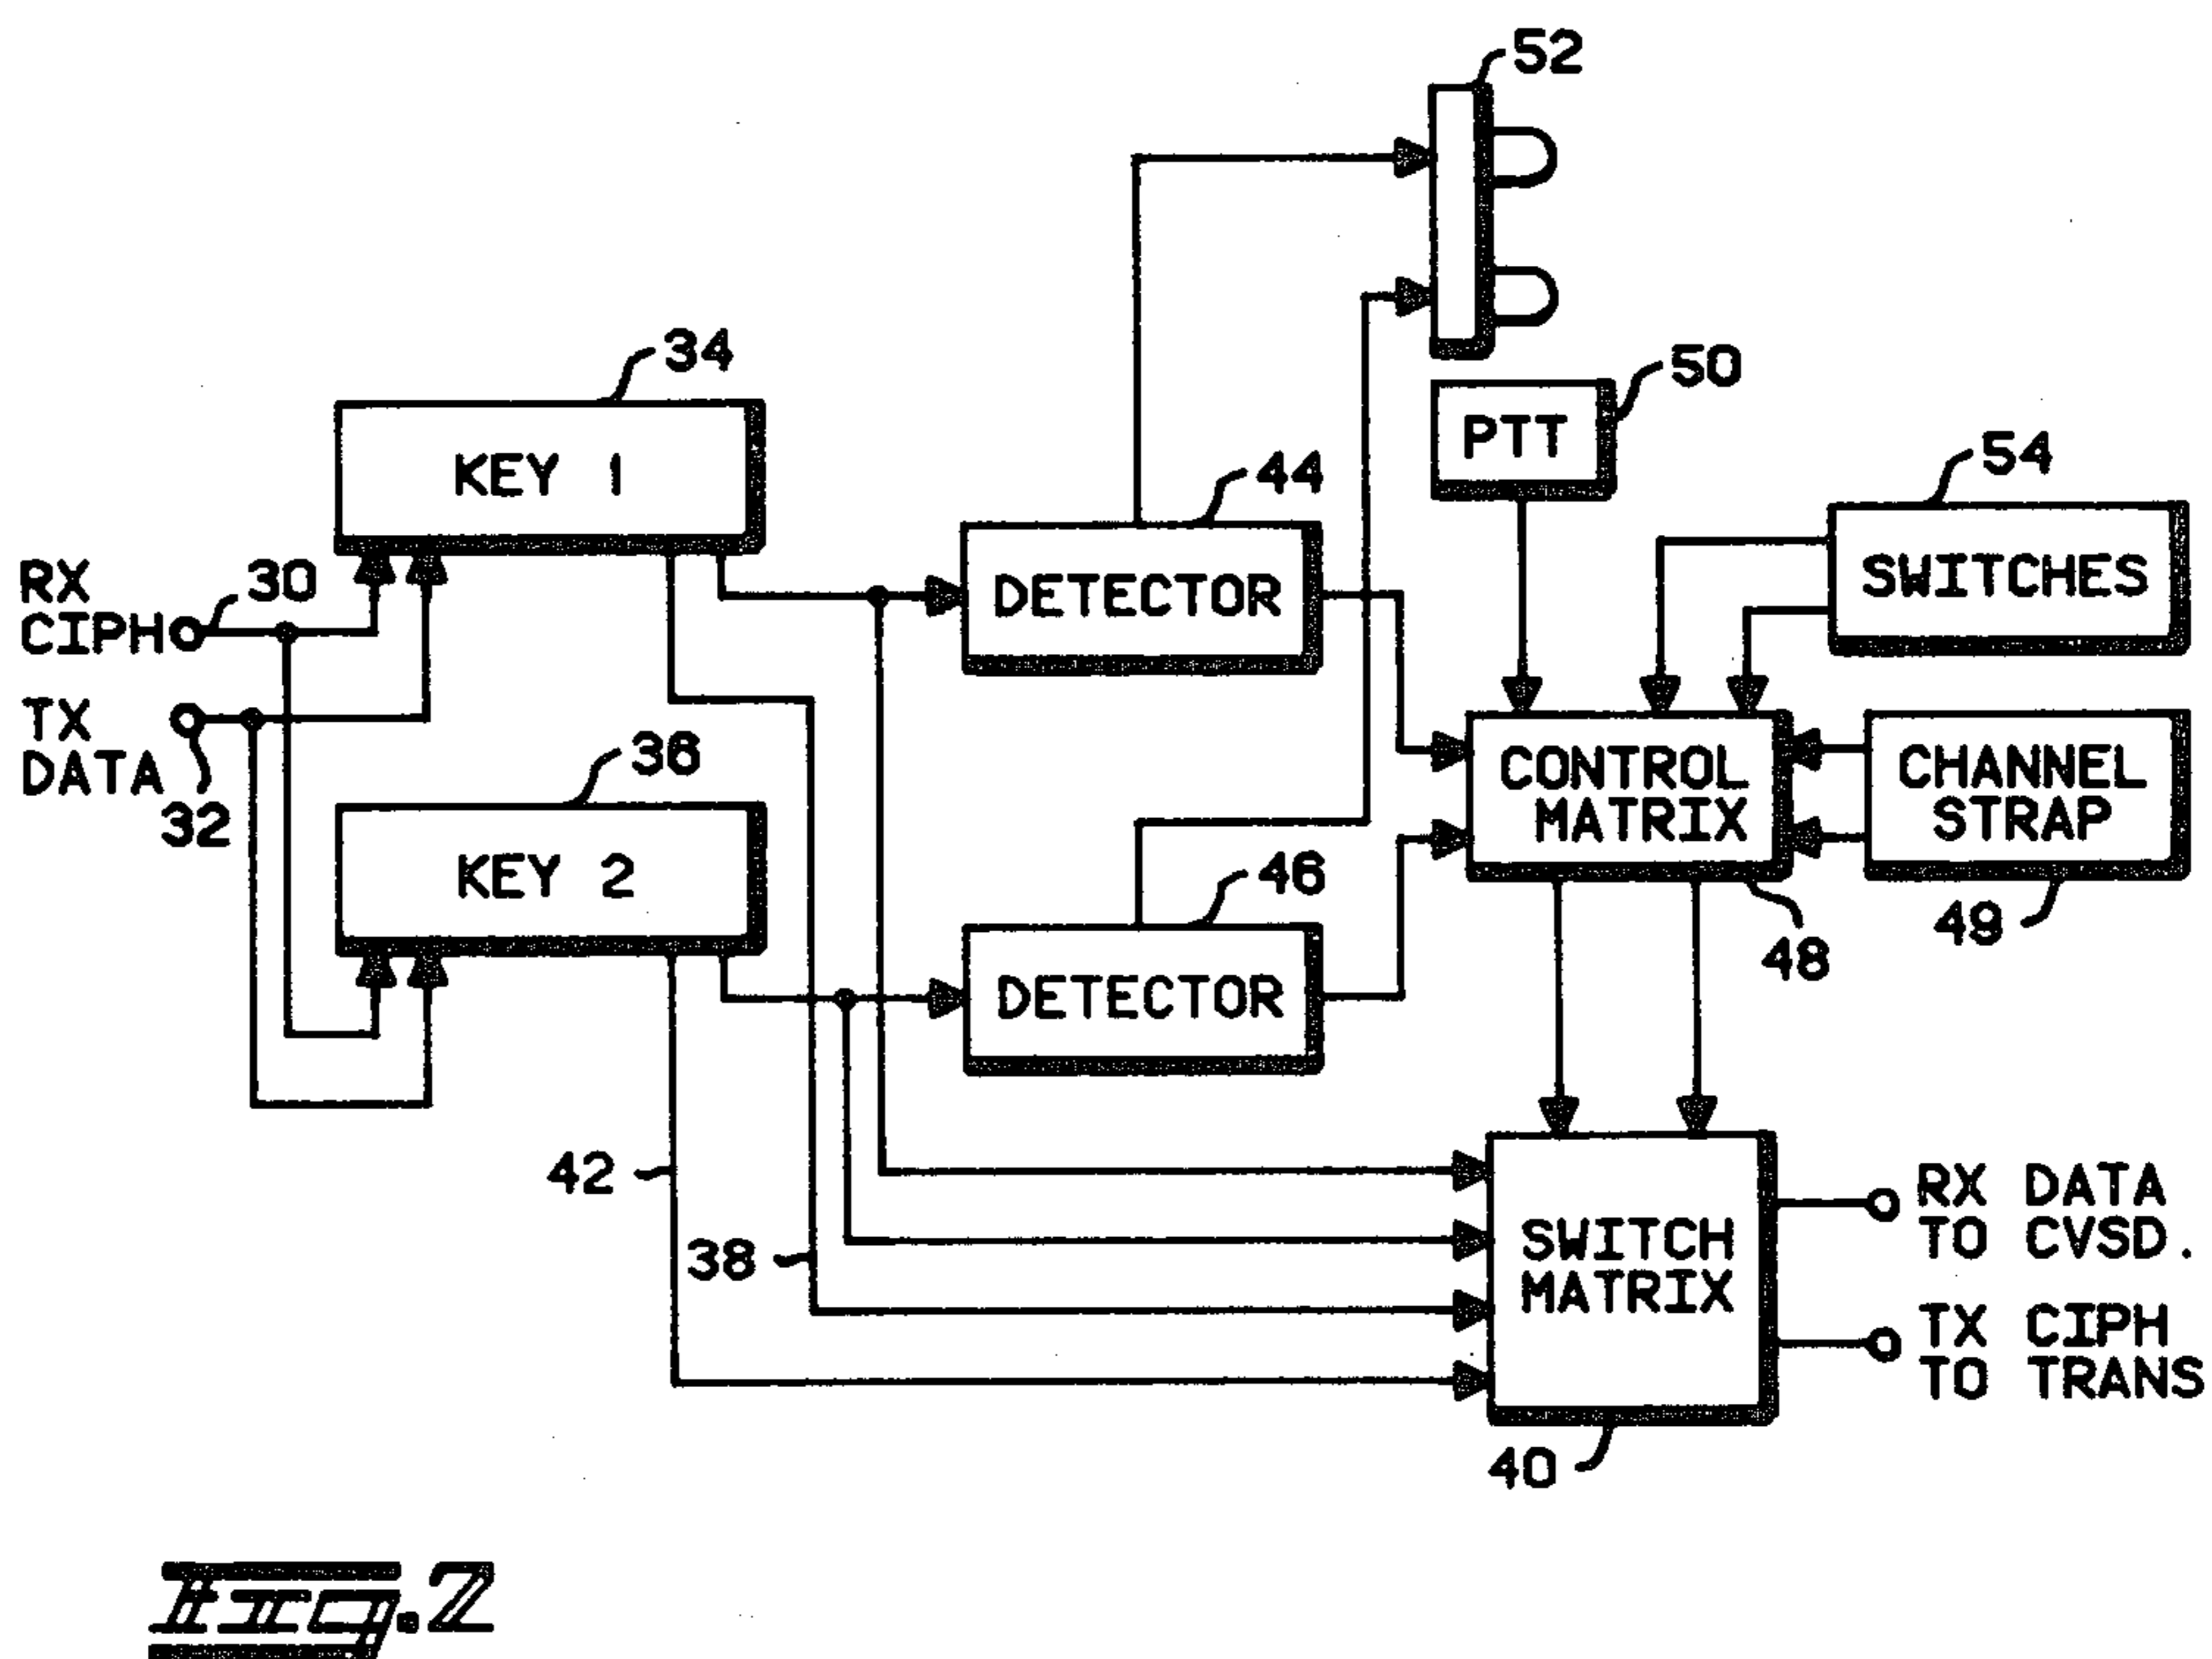 52
34
50
KEY 1
PTT
44
54
RX
CIPH
30
DETECTOR
SWITCHES
TX
DATA
32
36
CONTROL
MATRIX
CHANNEL
STRAP
KEY 2
46
49
48
DETECTOR
42
38
SWITCH
MATRIX
RX DATA
TO CVSD.
TX CIPH
TO TRANS
40
Fig. 2